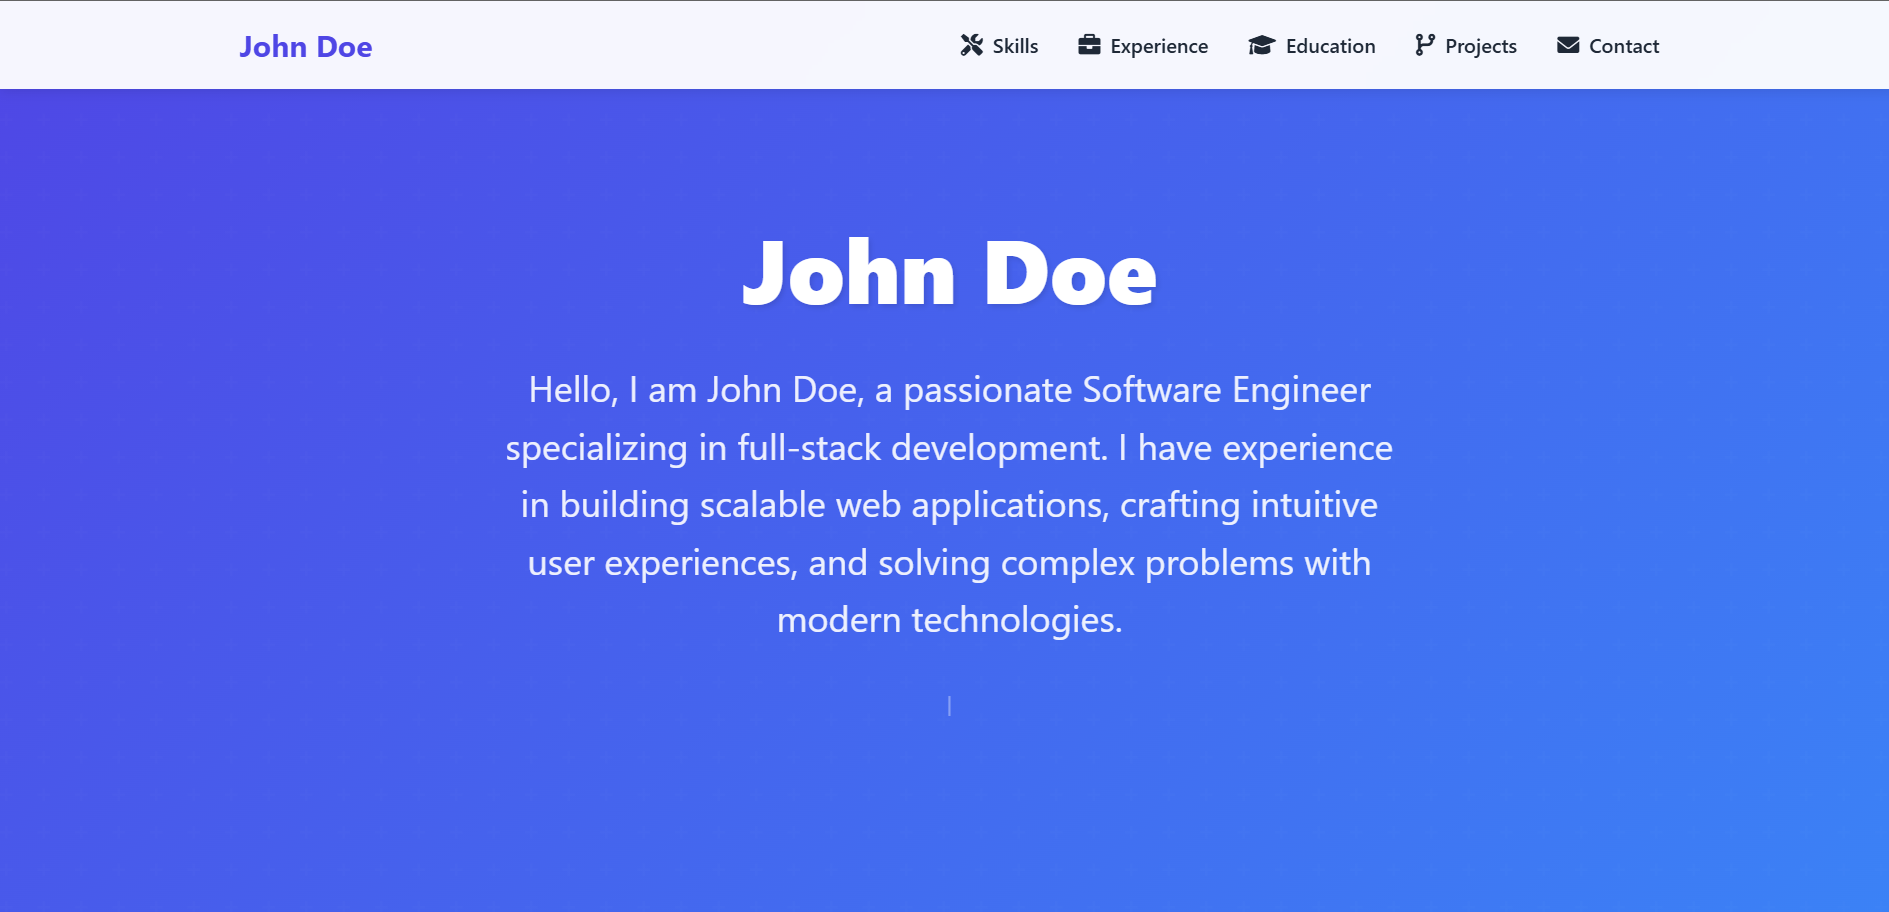 John Doe
Skills Experience Education Projects Contact
John Doe
Hello, I am John Doe, a passionate Software Engineer
specializing in full-stack development. I have experience
in building scalable web applications, crafting intuitive
user experiences, and solving complex problems with
modern technologies.